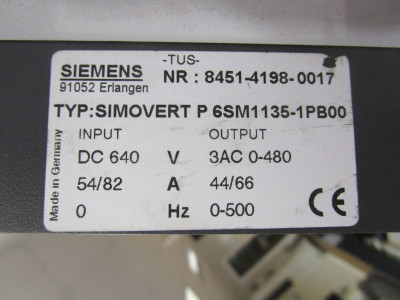 -TUS-
SIEMENS NR : 8451-4198-0017
91052 Erlangen
TYP:SIMOVERT P 6SM1135-1PB00
INPUT OUTPUT
DC 640 V 3AC 0-480
54/82 A 44/66
0 Hz 0-500
Made in Germany
CE